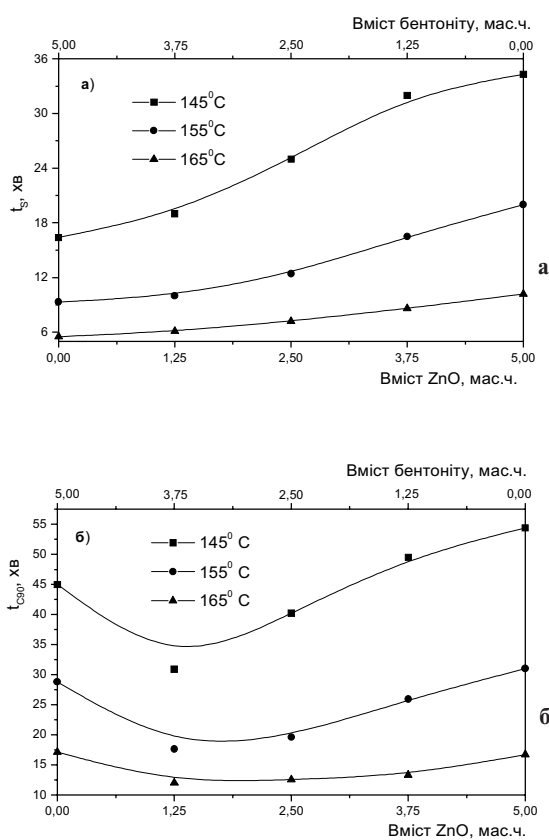 Вміст бентоніту, мас.ч.
5,00 3,75 2,50 1,25 0,00
а)
145⁰C
155⁰C
165⁰C
36
30
24
18
12
6
t_S, хв
а
0,00 1,25 2,50 3,75 5,00
Вміст ZnO, мас.ч.
Вміст бентоніту, мас.ч.
5,00 3,75 2,50 1,25 0,00
б)
145⁰ C
155⁰ C
165⁰ C
55
50
45
40
35
30
25
20
15
10
t_C90, хв
б
0,00 1,25 2,50 3,75 5,00
Вміст ZnO, мас.ч.